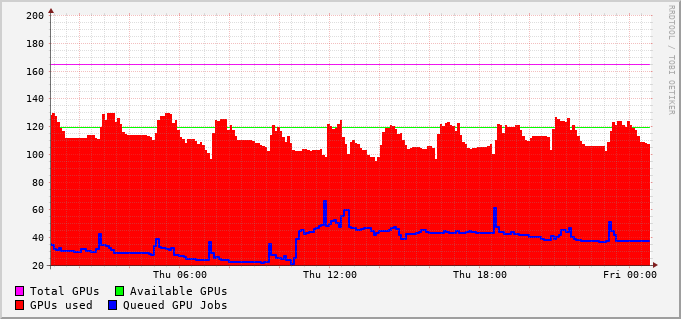 200
180
160
140
120
100
80
60
40
20
Thu 06:00 Thu 12:00 Thu 18:00 Fri 00:00
Total GPUs Available GPUs
GPUs used Queued GPU Jobs
RRDTOOL / TOBI OETIKER